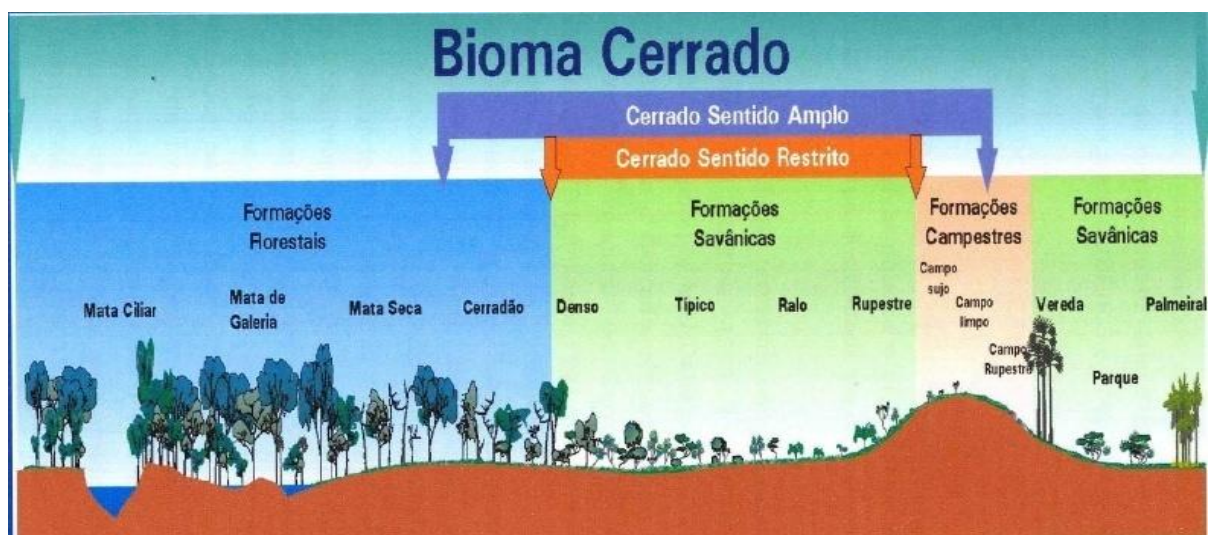 Bioma Cerrado
Cerrado Sentido Amplo
Cerrado Sentido Restrito
Formações
Florestais
Formações
Savânicas
Formações
Campestres
Formações
Savânicas
Mata Ciliar
Mata de
Galeria
Mata Seca
Cerradão
Denso
Típico
Ralo
Rupestre
Campo
sujo
Campo
limpo
Campo
Rupestre
Vereda
Parque
Palmeiral